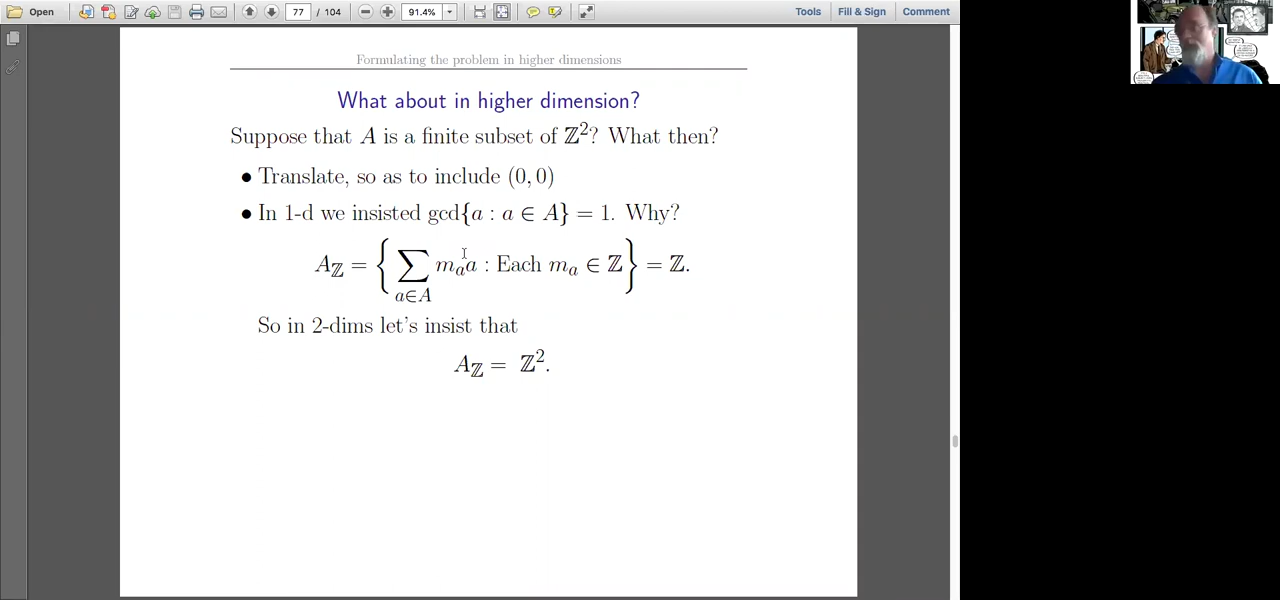 Open 77 / 104 91.4% Tools Fill & Sign Comment
Formulating the problem in higher dimensions
What about in higher dimension?
Suppose that A is a finite subset of ℤ²? What then?
• Translate, so as to include (0, 0)
• In 1-d we insisted gcd{a : a ∈ A} = 1. Why?
A_ℤ = { ∑_{a∈A} m_a a : Each m_a ∈ ℤ } = ℤ.
So in 2-dims let's insist that
A_ℤ = ℤ².